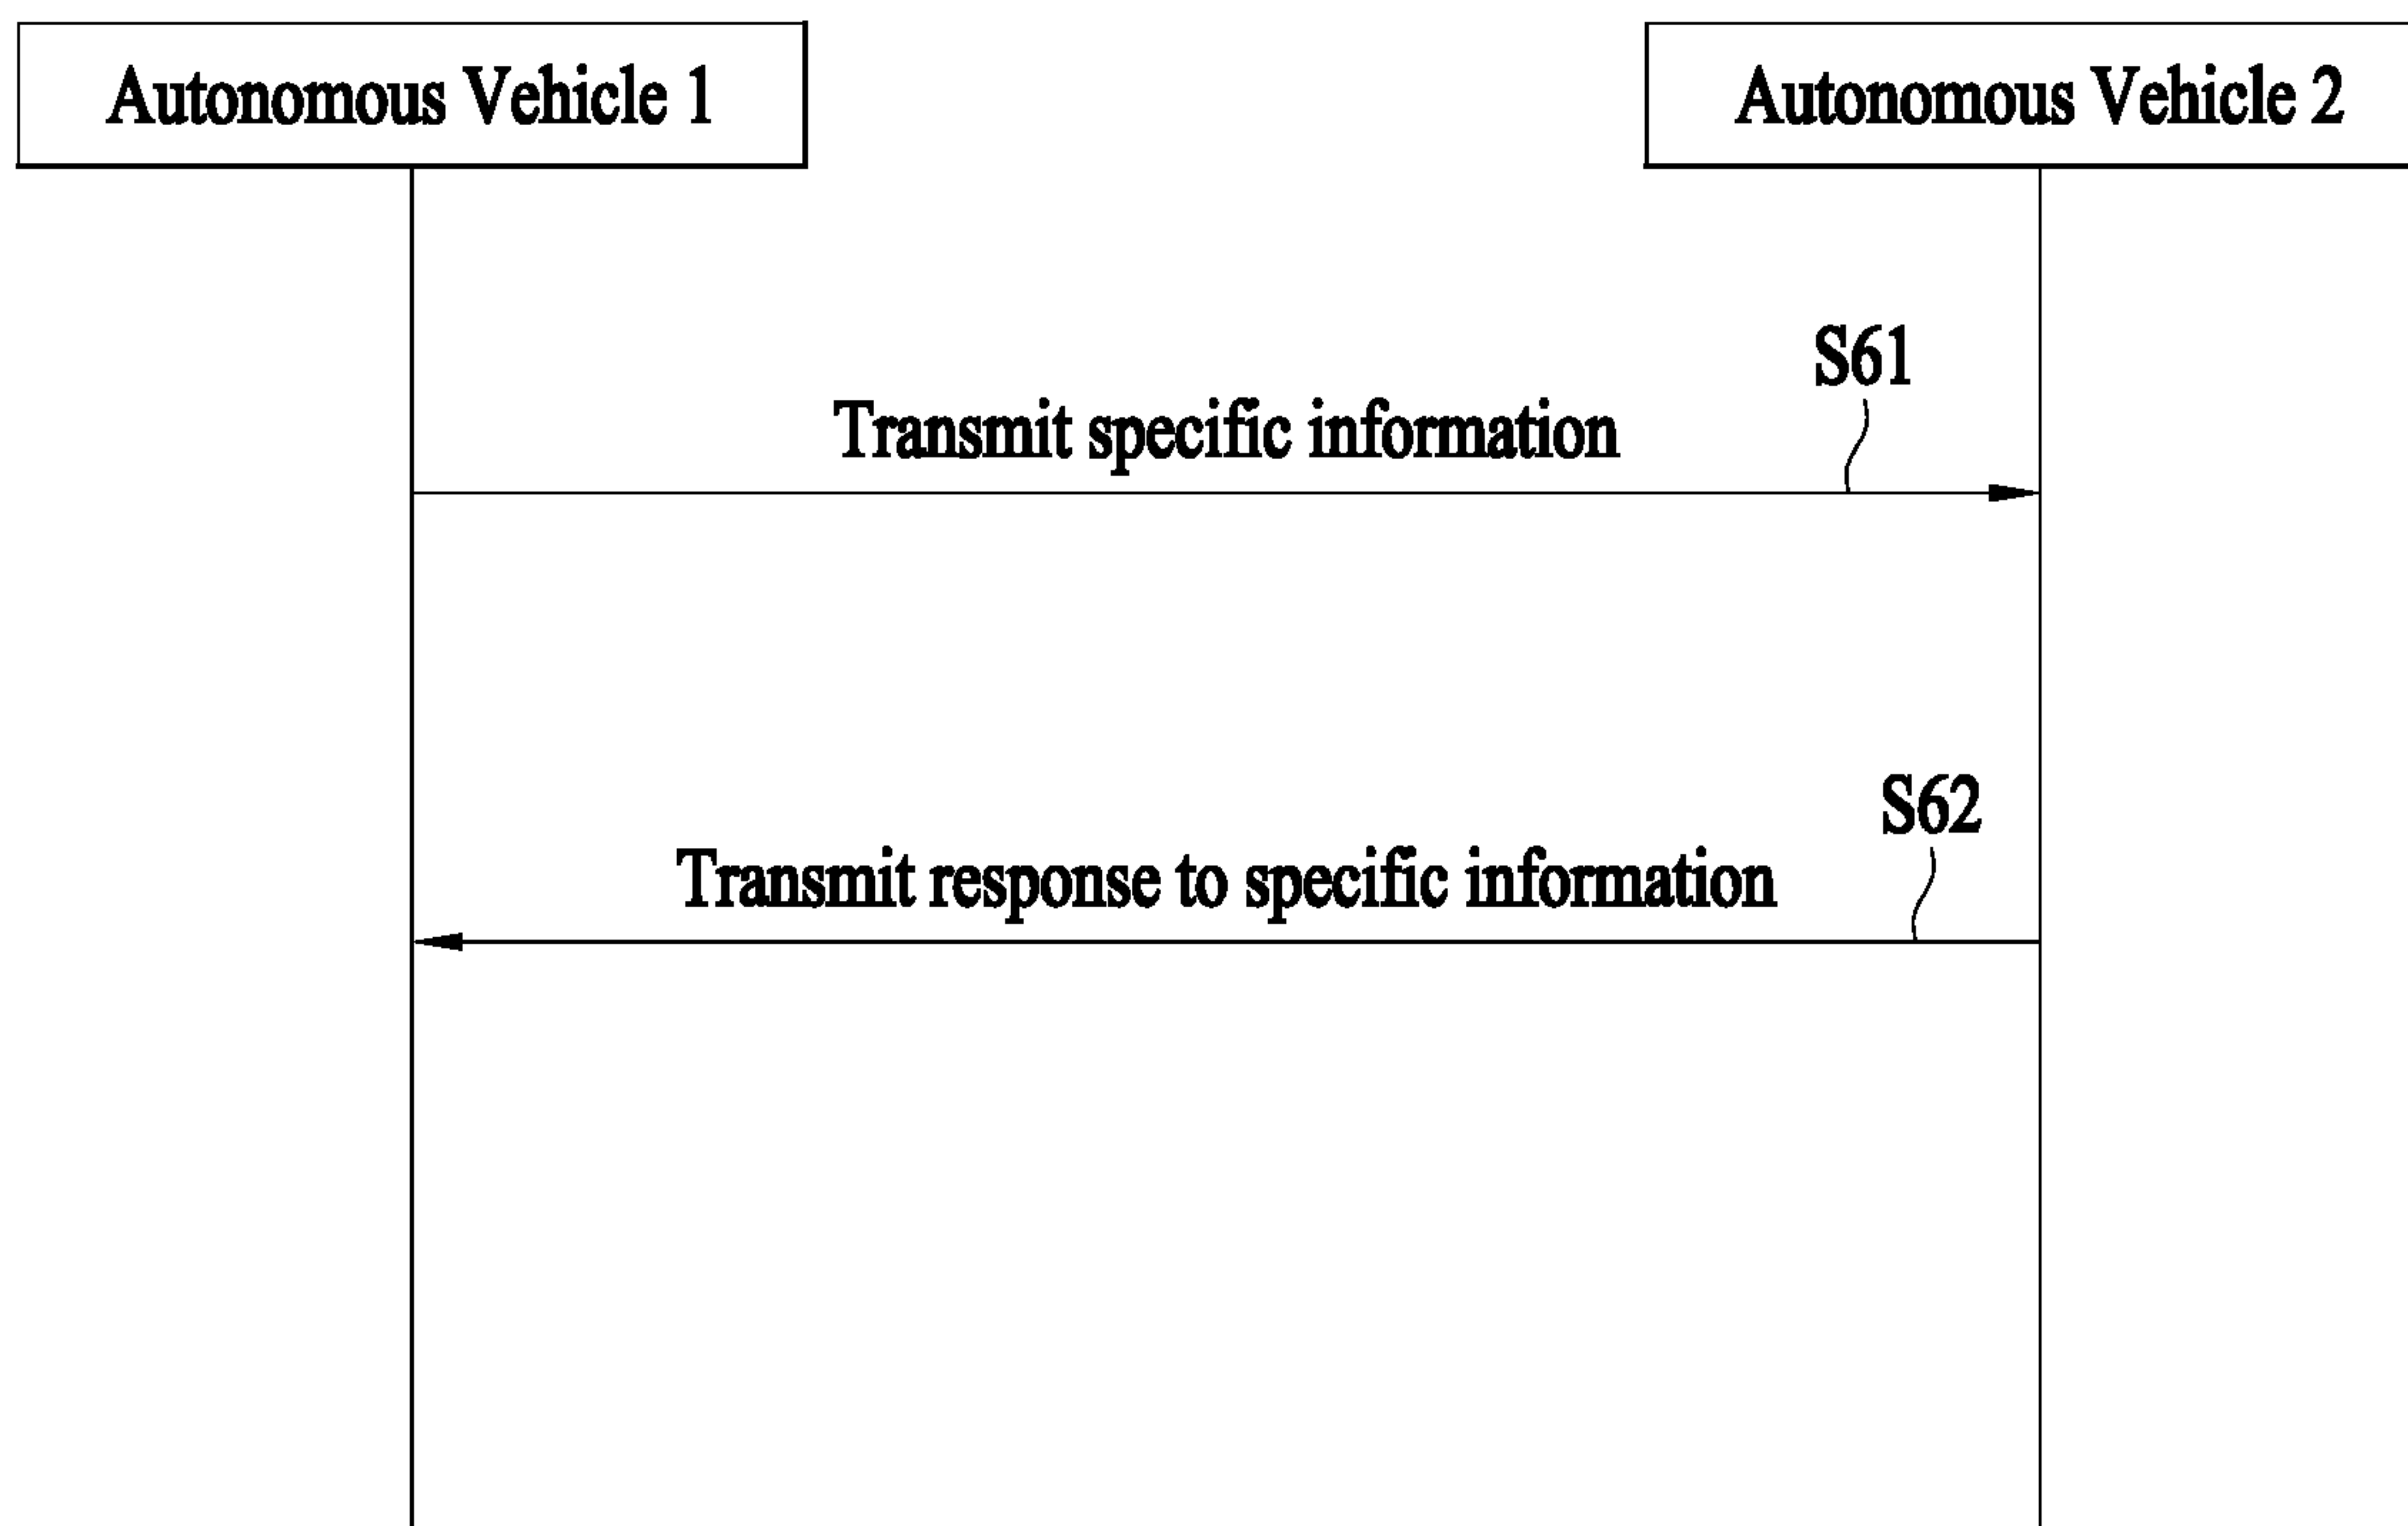 Autonomous Vehicle 1
Autonomous Vehicle 2
S61
Transmit specific information
S62
Transmit response to specific information